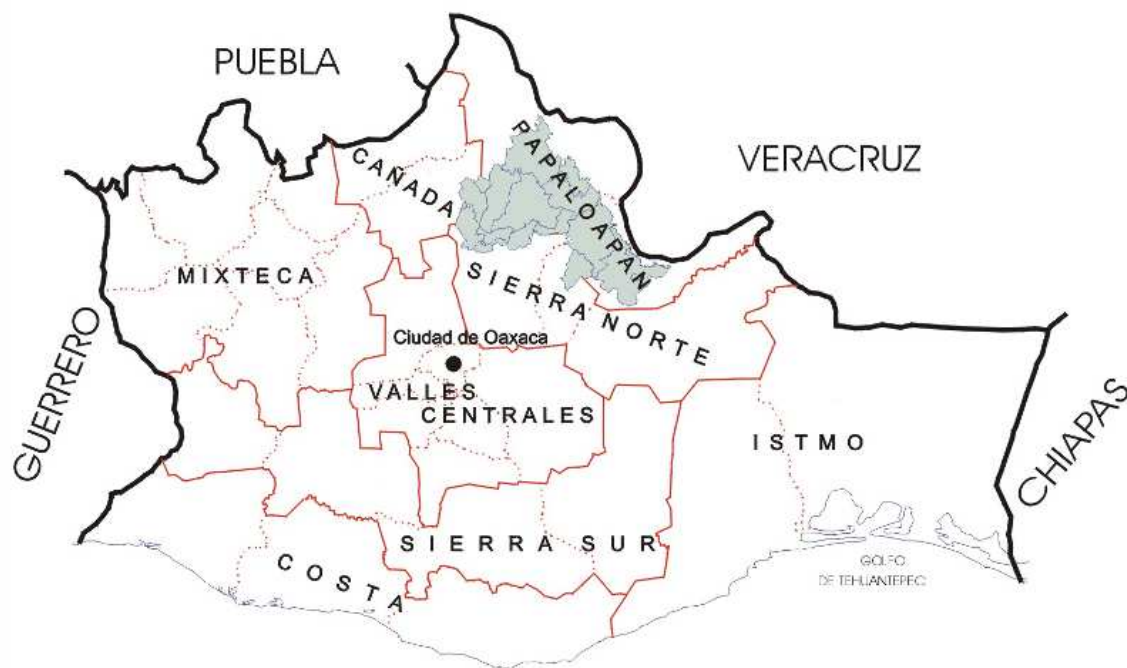 PUEBLA
VERACRUZ
PAPALOAPAN
CAÑADA
MIXTECA
SIERRA NORTE
GUERRERO
Ciudad de Oaxaca
VALLES
CENTRALES
ISTMO
CHIAPAS
SIERRA SUR
COSTA
GOLFO
DE TEHUANTEPEC